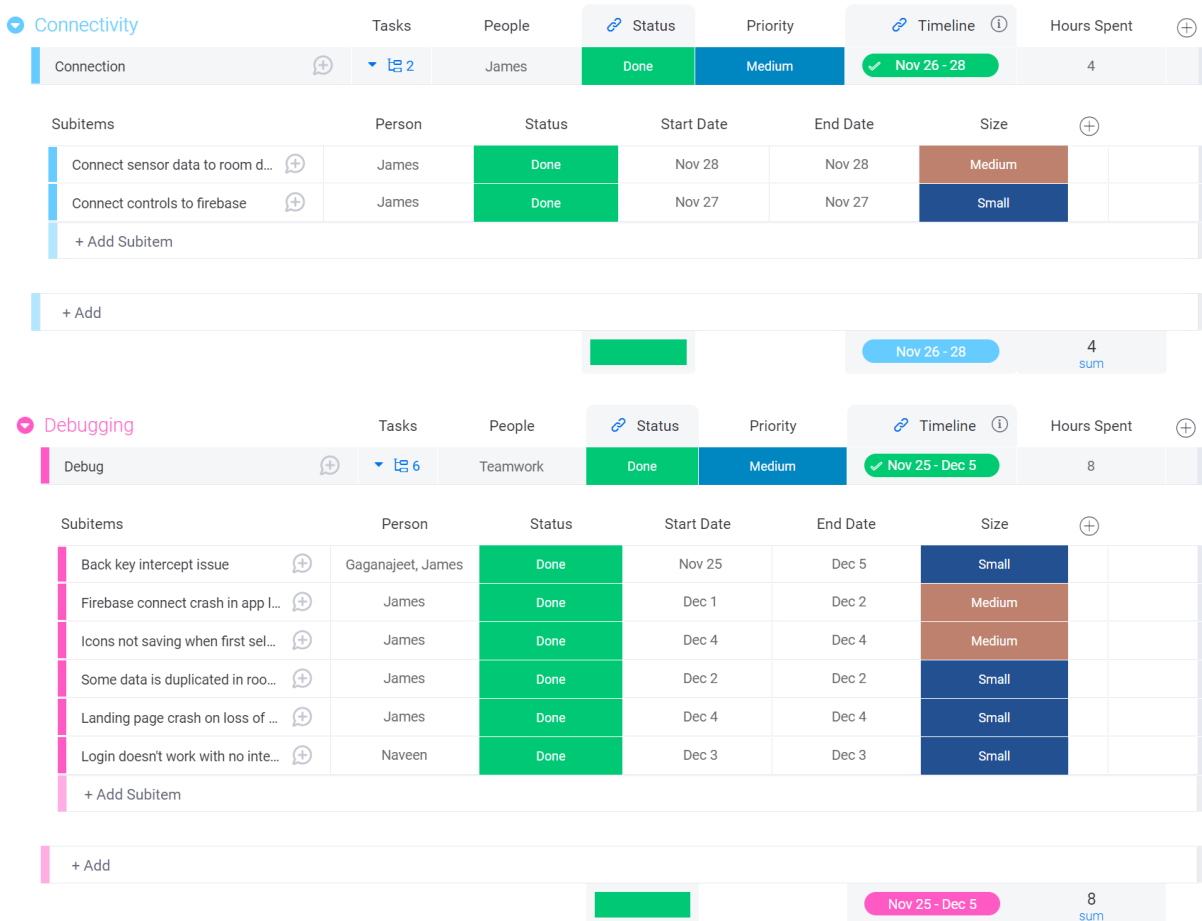 Connectivity Tasks People Status Priority Timeline Hours Spent
Connection 2 James Done Medium Nov 26 - 28 4
Subitems Person Status Start Date End Date Size
Connect sensor data to room d... James Done Nov 28 Nov 28 Medium
Connect controls to firebase James Done Nov 27 Nov 27 Small
+ Add Subitem
+ Add
Nov 26 - 28 4
sum
Debugging Tasks People Status Priority Timeline Hours Spent
Debug 6 Teamwork Done Medium Nov 25 - Dec 5 8
Subitems Person Status Start Date End Date Size
Back key intercept issue Gaganajeet, James Done Nov 25 Dec 5 Small
Firebase connect crash in app l... James Done Dec 1 Dec 2 Medium
Icons not saving when first sel... James Done Dec 4 Dec 4 Medium
Some data is duplicated in roo... James Done Dec 2 Dec 2 Small
Landing page crash on loss of ... James Done Dec 4 Dec 4 Small
Login doesn't work with no inte... Naveen Done Dec 3 Dec 3 Small
+ Add Subitem
+ Add
Nov 25 - Dec 5 8
sum